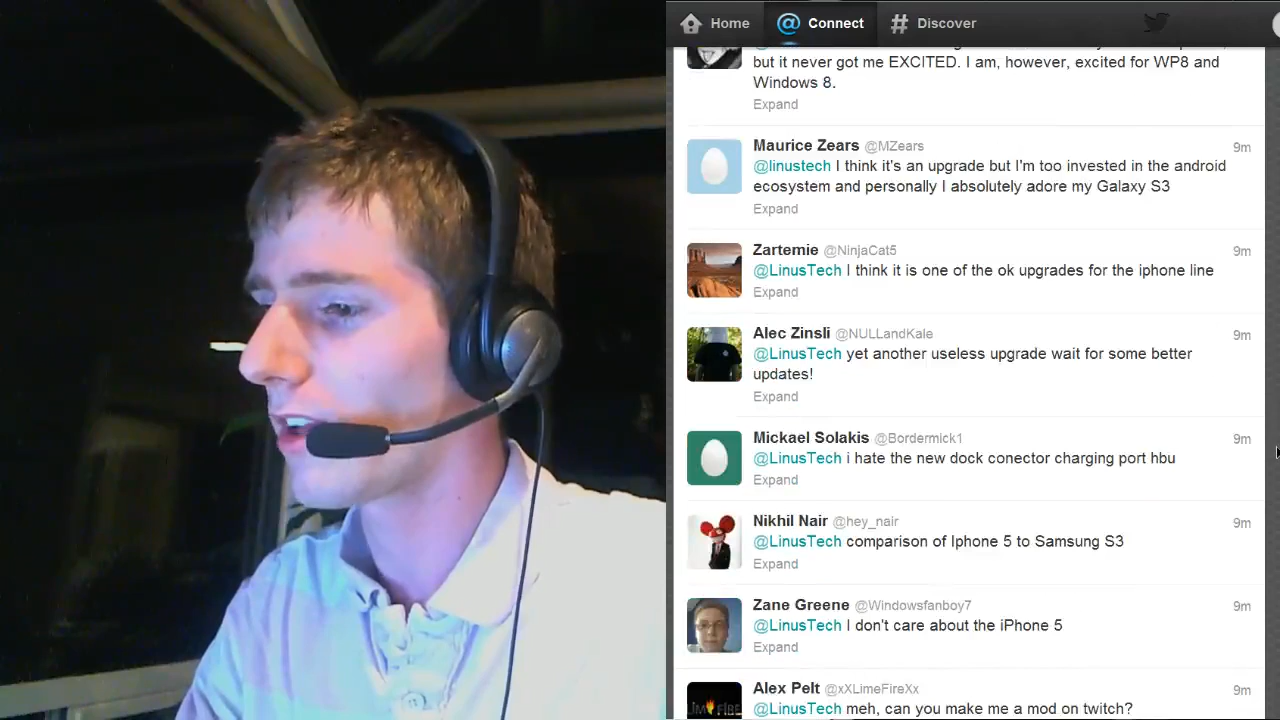 Home
Connect
Discover
but it never got me EXCITED. I am, however, excited for WP8 and
Windows 8.
Expand
Maurice Zears @MZears 9m
@linustech I think it's an upgrade but I'm too invested in the android
ecosystem and personally I absolutely adore my Galaxy S3
Expand
Zartemie @NinjaCat5 9m
@LinusTech I think it is one of the ok upgrades for the iphone line
Expand
Alec Zinsli @NULLandKale 9m
@LinusTech yet another useless upgrade wait for some better
updates!
Expand
Mickael Solakis @Bordermick1 9m
@LinusTech i hate the new dock conector charging port hbu
Expand
Nikhil Nair @hey_nair 9m
@LinusTech comparison of Iphone 5 to Samsung S3
Expand
Zane Greene @Windowsfanboy7 9m
@LinusTech I don't care about the iPhone 5
Expand
Alex Pelt @xXLimeFireXx 9m
@LinusTech meh, can you make me a mod on twitch?